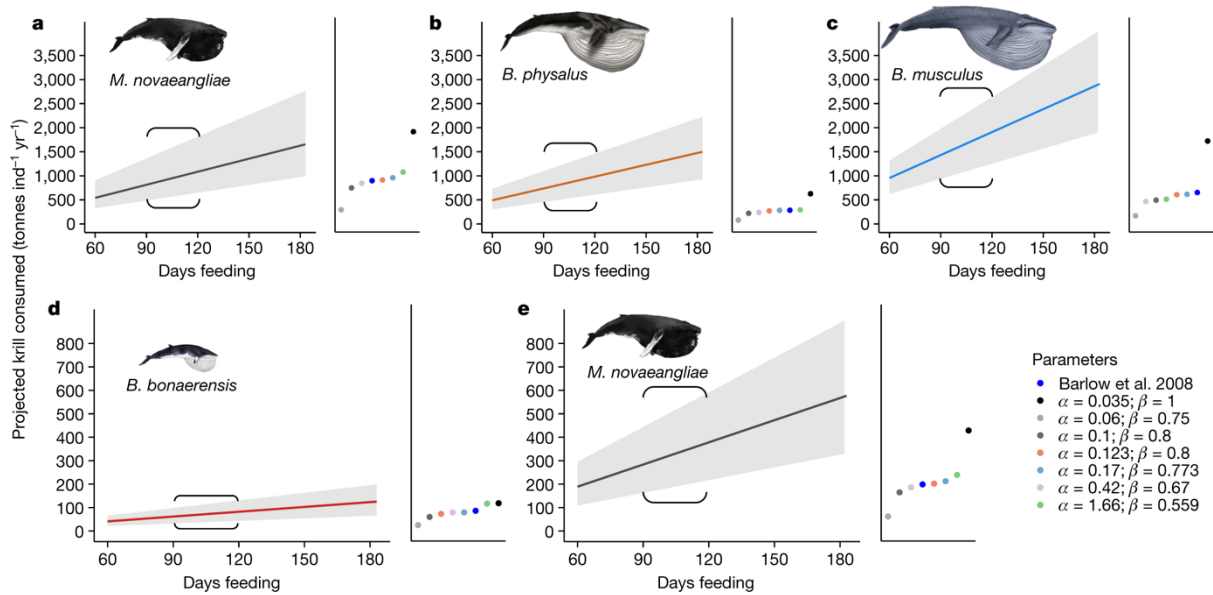 a
M. novaeangliae
3,500
3,000
2,500
2,000
1,500
1,000
500
0
60 90 120 150 180
Days feeding
b
B. physalus
3,500
3,000
2,500
2,000
1,500
1,000
500
0
60 90 120 150 180
Days feeding
c
B. musculus
3,500
3,000
2,500
2,000
1,500
1,000
500
0
60 90 120 150 180
Days feeding
Projected krill consumed (tonnes ind⁻¹ yr⁻¹)
d
B. bonaerensis
800
700
600
500
400
300
200
100
0
60 90 120 150 180
Days feeding
e
M. novaeangliae
800
700
600
500
400
300
200
100
0
60 90 120 150 180
Days feeding
Parameters
Barlow et al. 2008
α = 0.035; β = 1
α = 0.06; β = 0.75
α = 0.1; β = 0.8
α = 0.123; β = 0.8
α = 0.17; β = 0.773
α = 0.42; β = 0.67
α = 1.66; β = 0.559